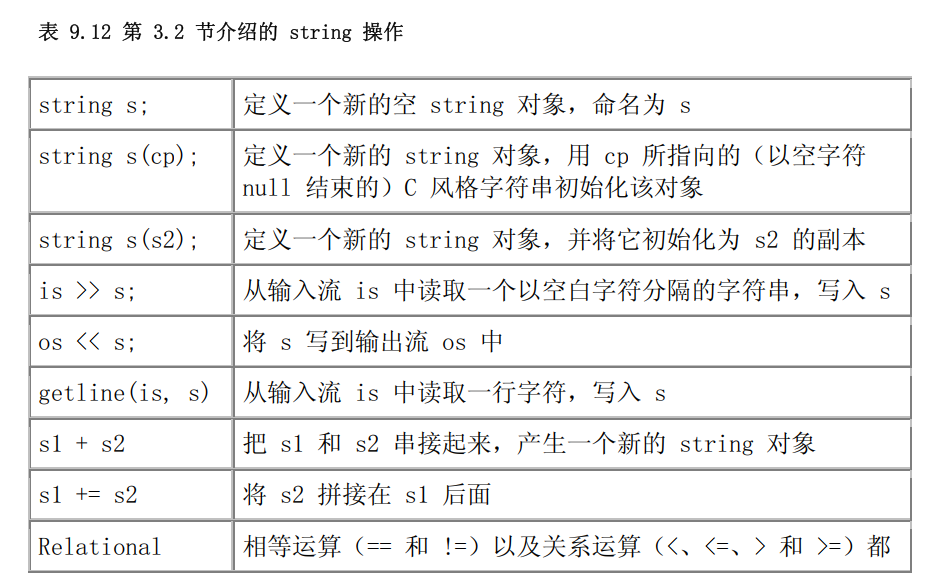 表 9.12 第 3.2 节介绍的 string 操作
string s; 定义一个新的空 string 对象，命名为 s
string s(cp); 定义一个新的 string 对象，用 cp 所指向的（以空字符
null 结束的）C 风格字符串初始化该对象
string s(s2); 定义一个新的 string 对象，并将它初始化为 s2 的副本
is >> s; 从输入流 is 中读取一个以空白字符分隔的字符串，写入 s
os << s; 将 s 写到输出流 os 中
getline(is, s) 从输入流 is 中读取一行字符，写入 s
s1 + s2 把 s1 和 s2 串接起来，产生一个新的 string 对象
s1 += s2 将 s2 拼接在 s1 后面
Relational 相等运算（== 和 !=）以及关系运算（<、<=、> 和 >=）都